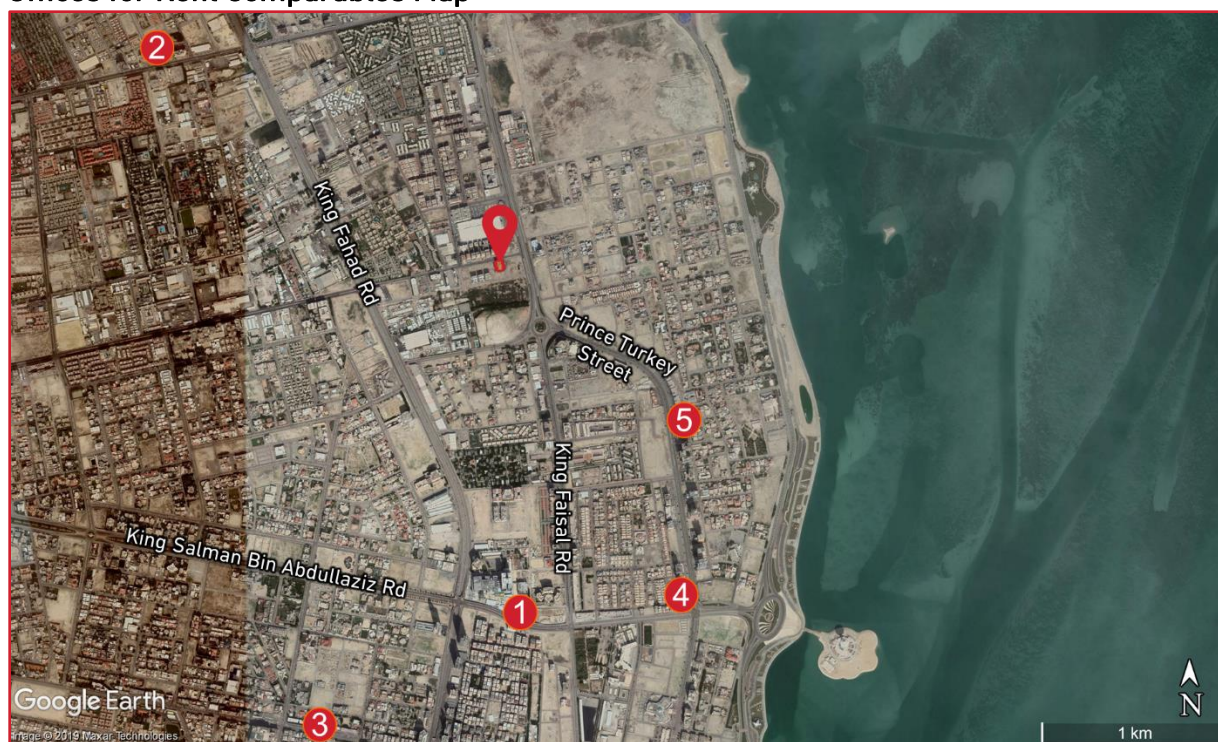 Offices for Rent Comparables Map
2
King Fahad Rd
Prince Turkey
Street
5
King Faisal Rd
King Salman Bin Abdullaziz Rd
1
4
3
Google Earth
Image © 2019 Maxar Technologies
N
1 km